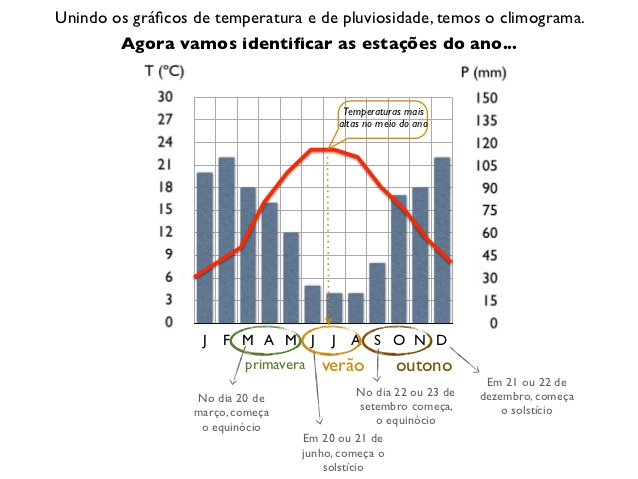 Unindo os gráficos de temperatura e de pluviosidade, temos o climograma.
Agora vamos identificar as estações do ano...
T (ºC)
P (mm)
Temperaturas mais
altas no meio do ano
30 150
27 135
24 120
21 105
18 90
15 75
12 60
9 45
6 30
3 15
0 0
J F M A M J J A S O N D
primavera verão outono
No dia 20 de
março, começa
o equinócio
Em 20 ou 21 de
junho, começa o
solstício
No dia 22 ou 23 de
setembro começa,
o equinócio
Em 21 ou 22 de
dezembro, começa
o solstício